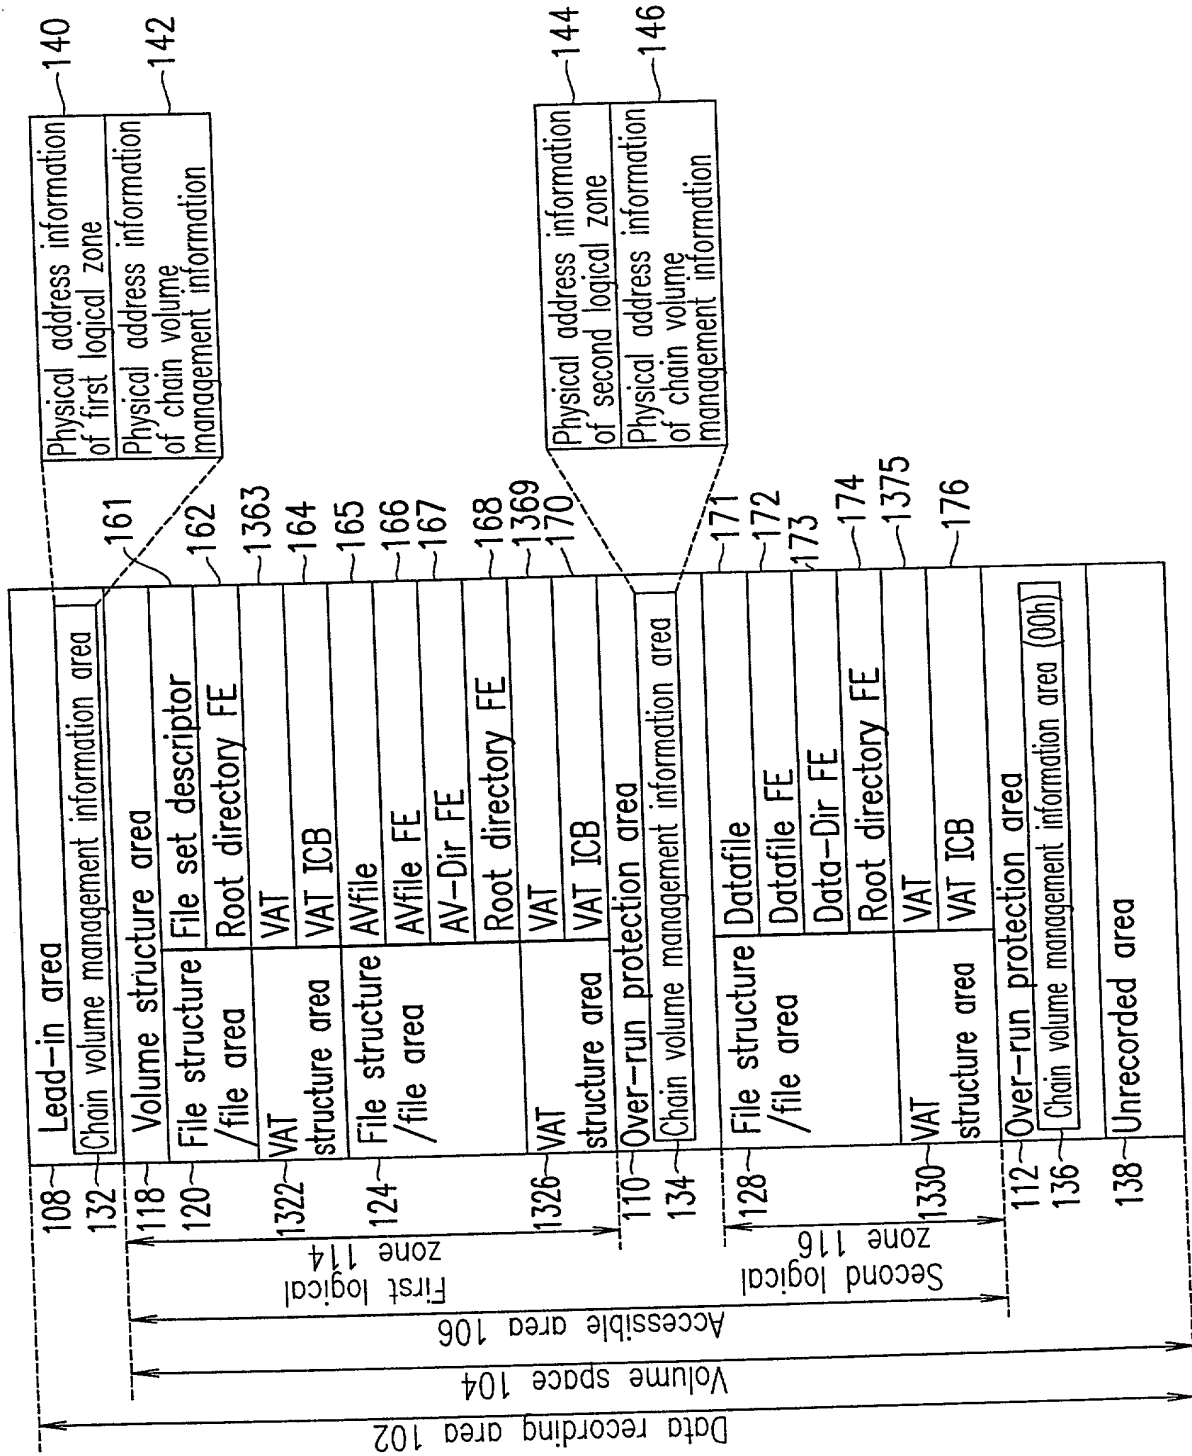 Data recording area 102
Volume space 104
Accessible area 106
First logical
zone 114
Second logical
zone 116
108
Lead-in area
132
Chain volume management information area
118
Volume structure area
161
120
File structure
/file area
File set descriptor
162
Root directory FE
1363
1322
VAT
structure area
VAT
164
VAT ICB
165
124
File structure
/file area
AVfile
166
AVfile FE
167
AV-Dir FE
168
Root directory FE
1369
1326
VAT
structure area
VAT
170
VAT ICB
110
Over-run protection area
134
Chain volume management information area
128
File structure
/file area
Datafile
171
Datafile FE
172
Data-Dir FE
173
Root directory FE
174
1330
VAT
structure area
VAT
1375
VAT ICB
176
112
Over-run protection area
136
Chain volume management information area (00h)
138
Unrecorded area
Physical address information
of first logical zone
140
Physical address information
of chain volume
management information
142
Physical address information
of second logical zone
144
Physical address information
of chain volume
management information
146